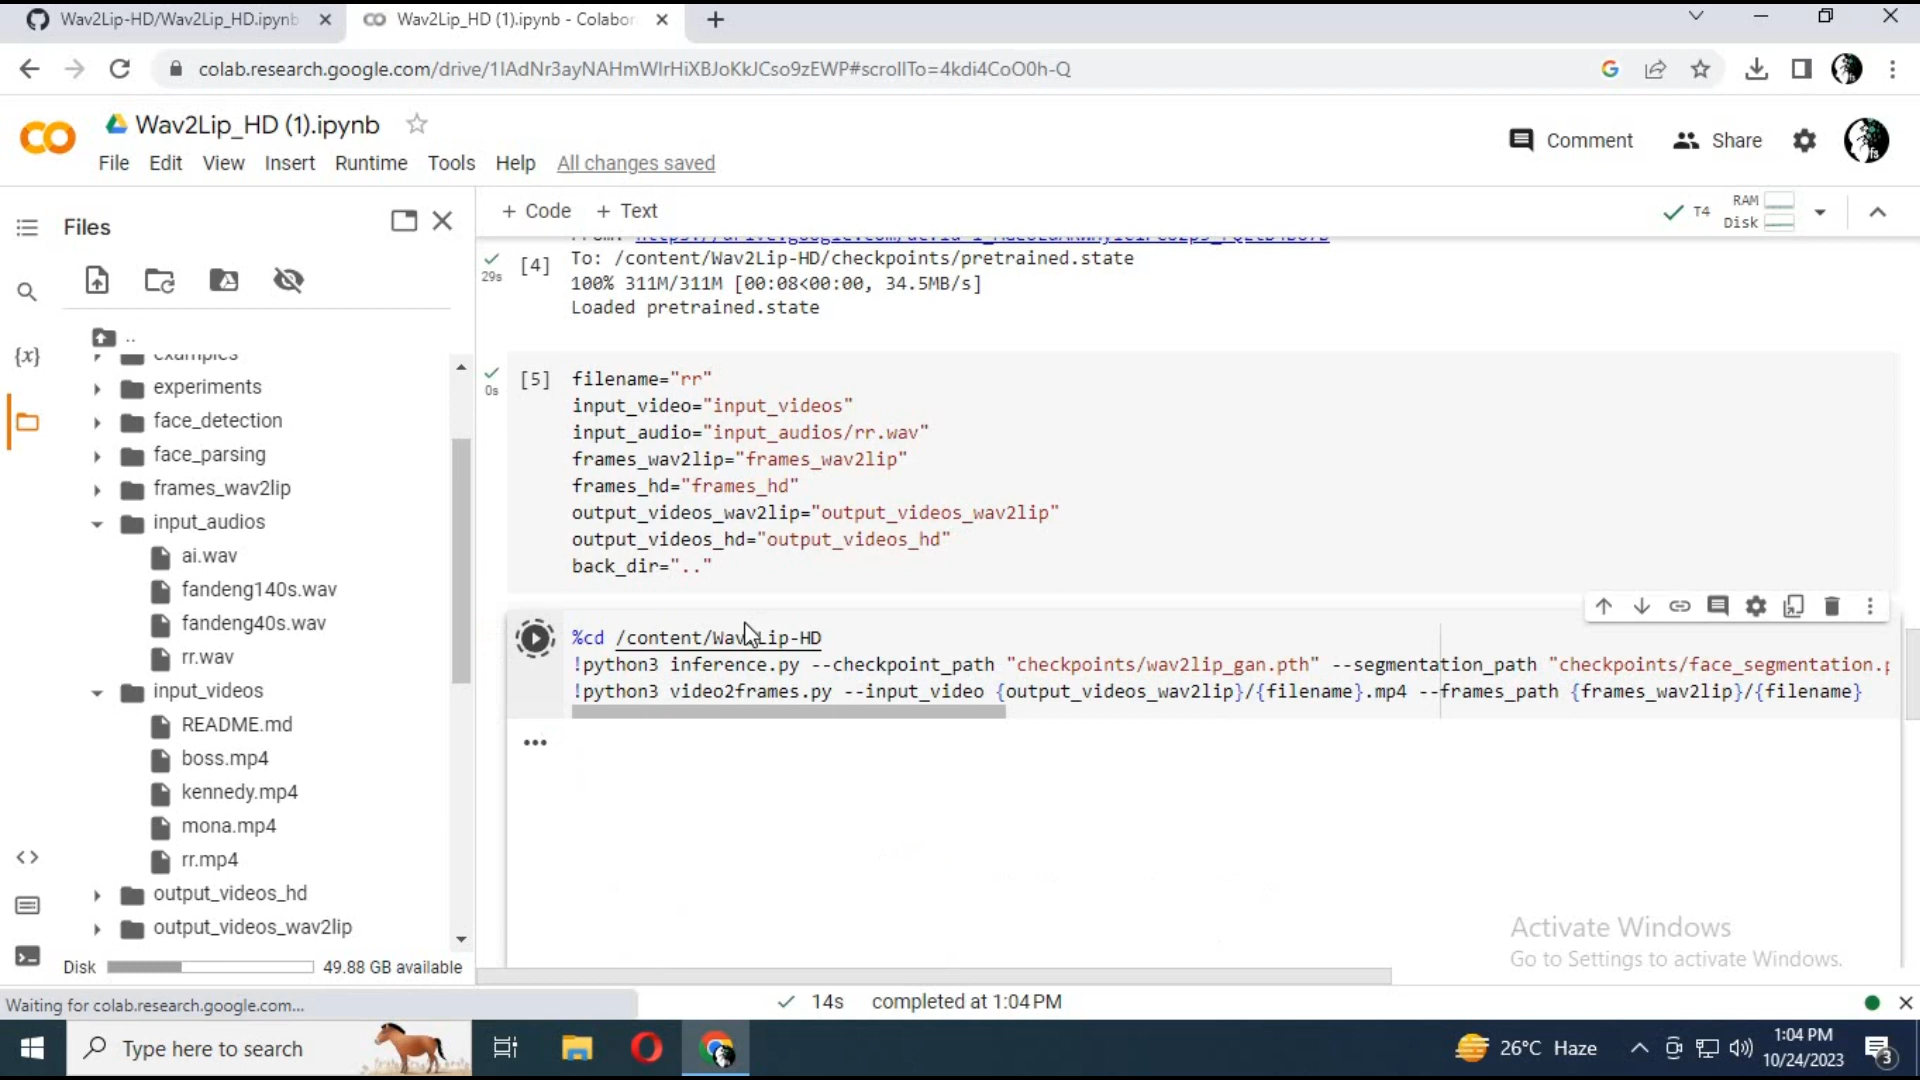 Wav2Lip-HD/Wav2Lip_HD.ipynb
Wav2Lip_HD (1).ipynb - Colabor
colab.research.google.com/drive/1IAdNr3ayNAHmWIrHiXBJoKkJCso9zEWP#scrollTo=4kdi4CoO0h-Q
Wav2Lip_HD (1).ipynb
Comment
Share
File Edit View Insert Runtime Tools Help All changes saved
Files
+ Code + Text
T4
RAM
Disk
To: /content/Wav2Lip-HD/checkpoints/pretrained.state
29s
[4]
100% 311M/311M [00:08<00:00, 34.5MB/s]
Loaded pretrained.state
..
examples
experiments
face_detection
face_parsing
frames_wav2lip
input_audios
ai.wav
fandeng140s.wav
fandeng40s.wav
rr.wav
input_videos
README.md
boss.mp4
kennedy.mp4
mona.mp4
rr.mp4
output_videos_hd
output_videos_wav2lip
Disk
49.88 GB available
{x}
0s
[5]
filename="rr"
input_video="input_videos"
input_audio="input_audios/rr.wav"
frames_wav2lip="frames_wav2lip"
frames_hd="frames_hd"
output_videos_wav2lip="output_videos_wav2lip"
output_videos_hd="output_videos_hd"
back_dir=".."
%cd /content/Wav2Lip-HD
!python3 inference.py --checkpoint_path "checkpoints/wav2lip_gan.pth" --segmentation_path "checkpoints/face_segmentation.p
!python3 video2frames.py --input_video {output_videos_wav2lip}/{filename}.mp4 --frames_path {frames_wav2lip}/{filename}
Activate Windows
Go to Settings to activate Windows.
Waiting for colab.research.google.com...
14s completed at 1:04 PM
Type here to search
26°C Haze
1:04 PM
10/24/2023
3